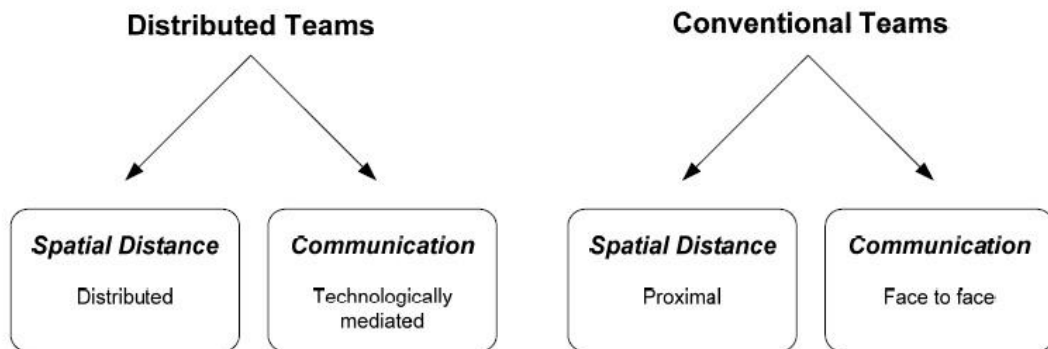 Distributed Teams
Conventional Teams
Spatial Distance
Distributed
Communication
Technologically
mediated
Spatial Distance
Proximal
Communication
Face to face